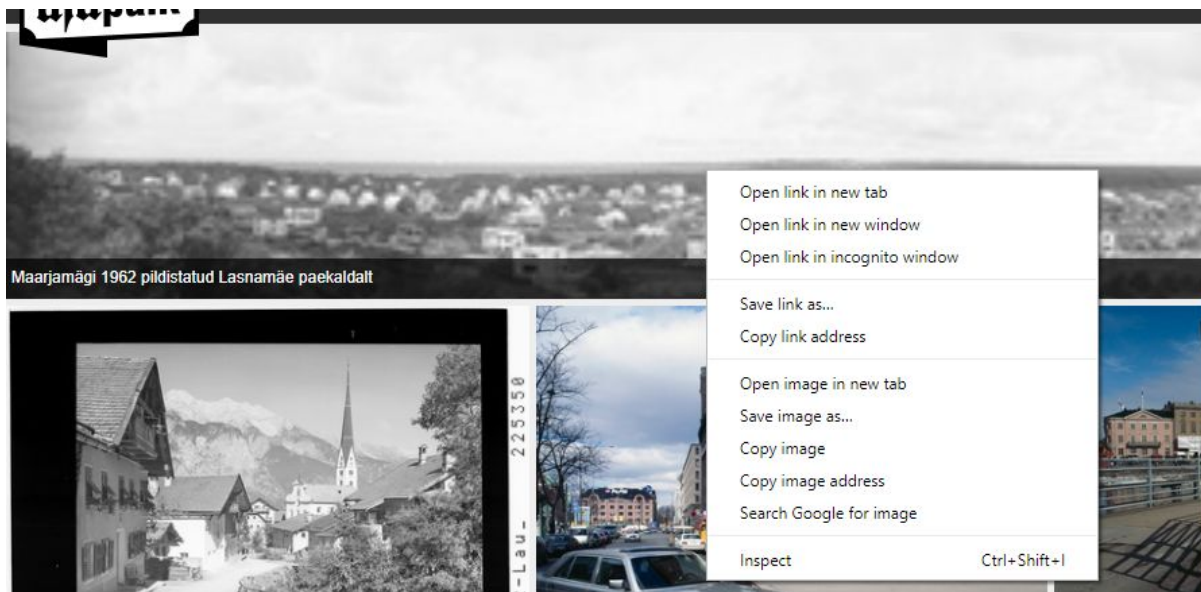 ajapaik
Maarjamägi 1962 pildistatud Lasnamäe paekaldalt
Open link in new tab
Open link in new window
Open link in incognito window
Save link as...
Copy link address
Open image in new tab
Save image as...
Copy image
Copy image address
Search Google for image
Inspect Ctrl+Shift+I
225350